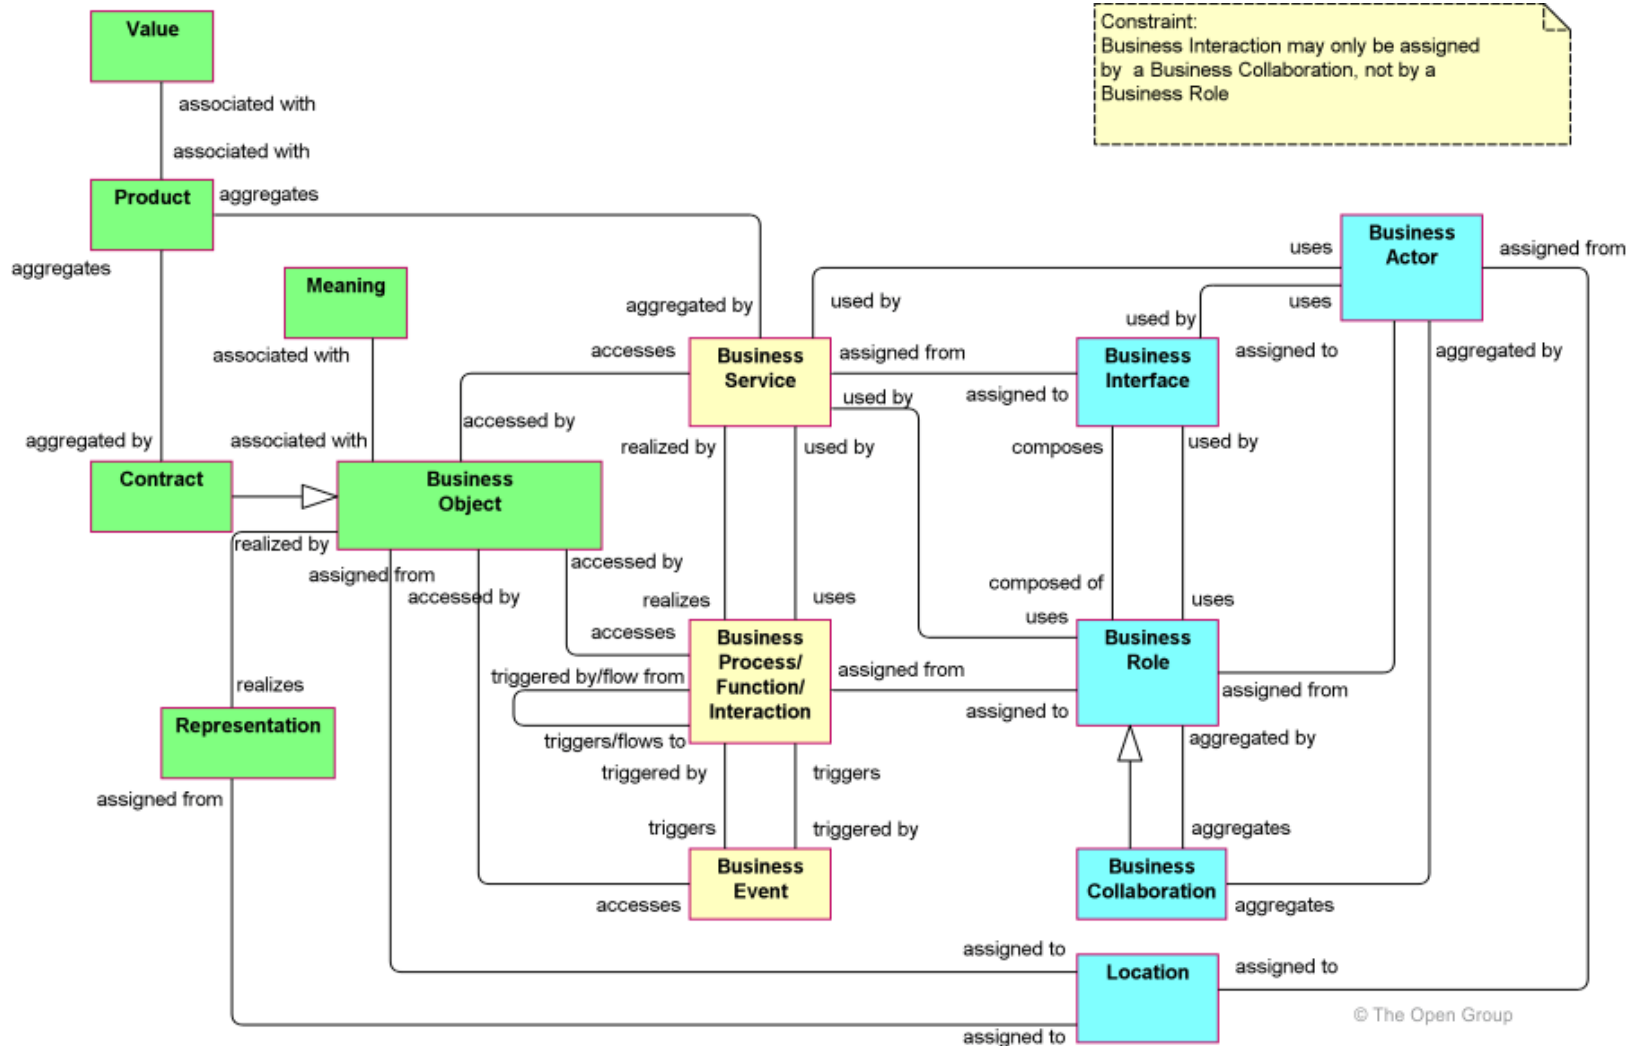 Value
Constraint:
Business Interaction may only be assigned
by a Business Collaboration, not by a
Business Role
associated with
associated with
Product
aggregates
aggregates
Business
Actor
uses
assigned from
Meaning
aggregated by
used by
used by
uses
associated with
accesses
Business
Service
assigned from
Business
Interface
assigned to
aggregated by
assigned to
used by
aggregated by
associated with
accessed by
realized by
used by
composes
used by
Contract
Business
Object
realized by
assigned from
accessed by
accessed by
realizes
uses
composed of
uses
uses
accesses
Business
Process/
Function/
Interaction
Business
Role
triggered by/flow from
assigned from
assigned from
assigned to
realizes
Representation
triggers/flows to
triggered by
triggers
aggregated by
assigned from
triggers
triggered by
aggregates
Business
Event
Business
Collaboration
accesses
aggregates
assigned to
Location
assigned to
assigned to
© The Open Group